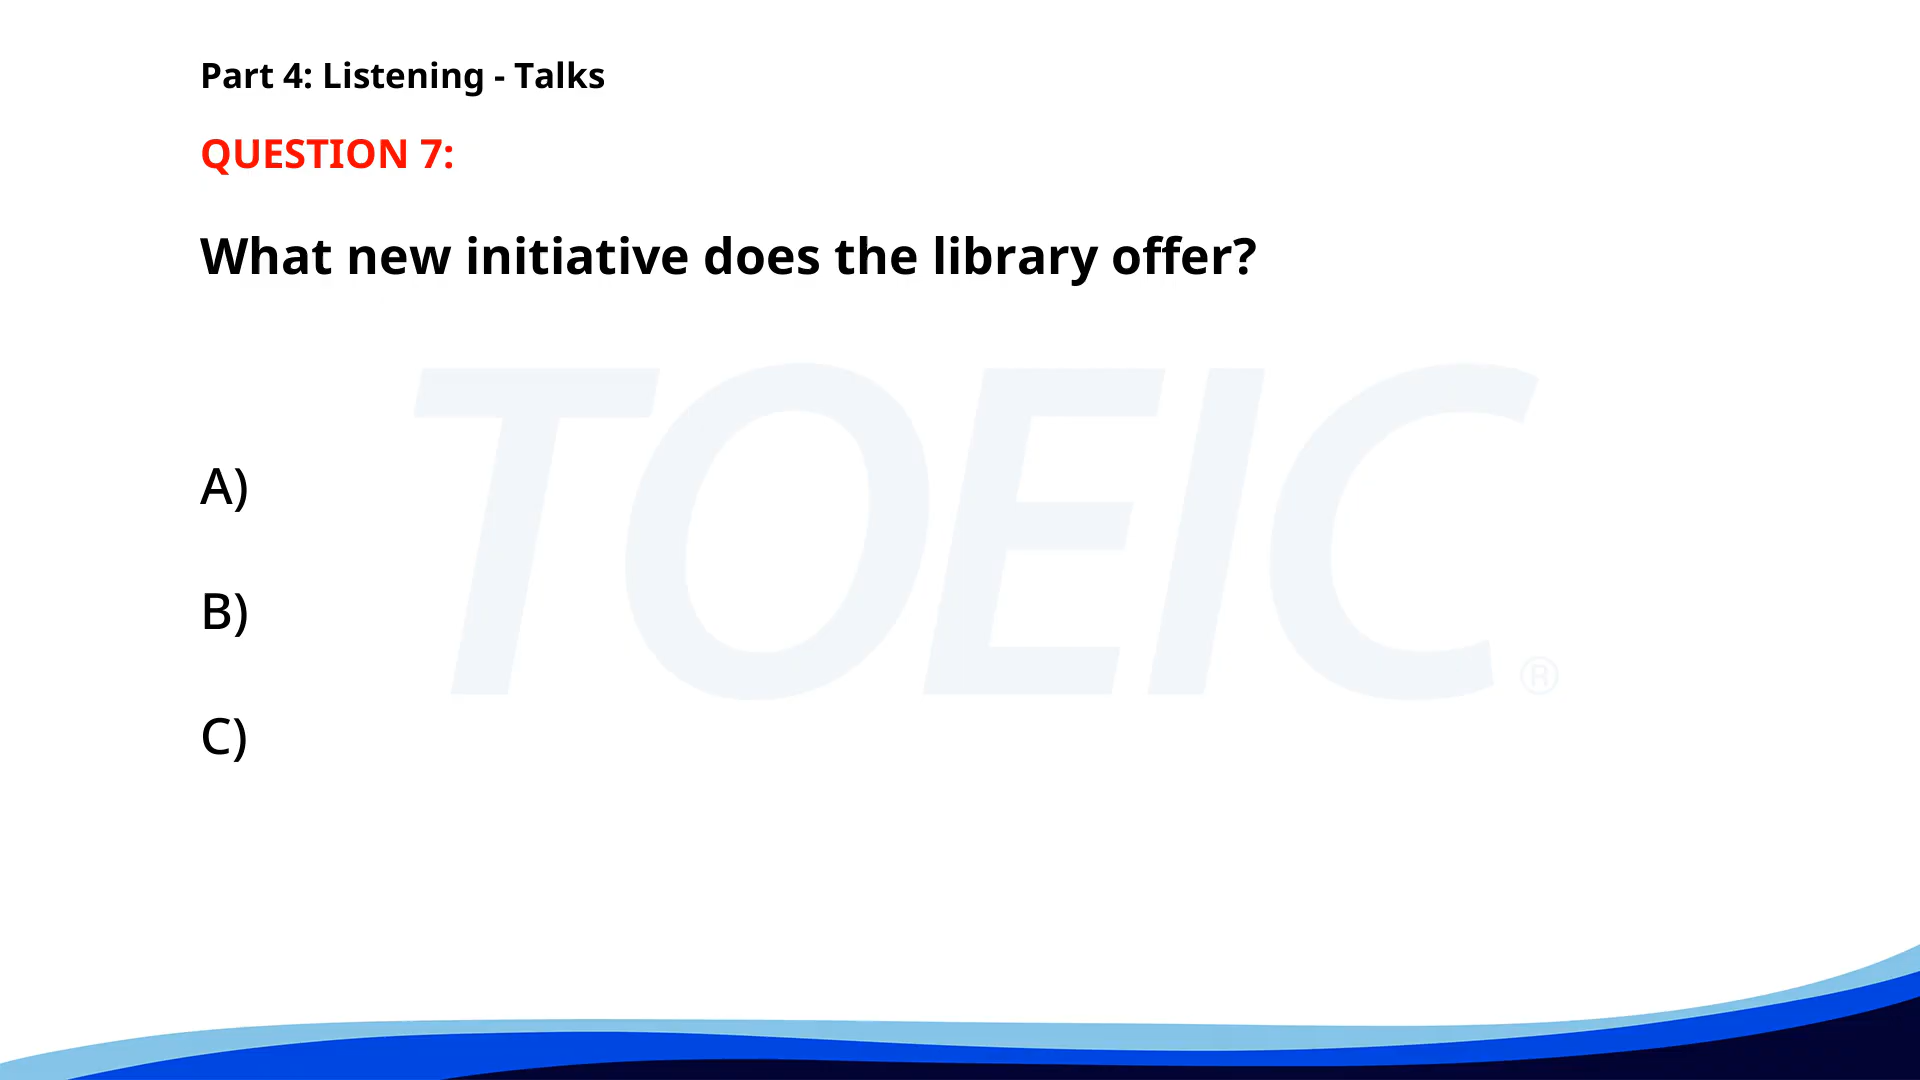 Part 4: Listening - Talks
QUESTION 7:
What new initiative does the library offer?
TOEIC®
A)
B)
C)